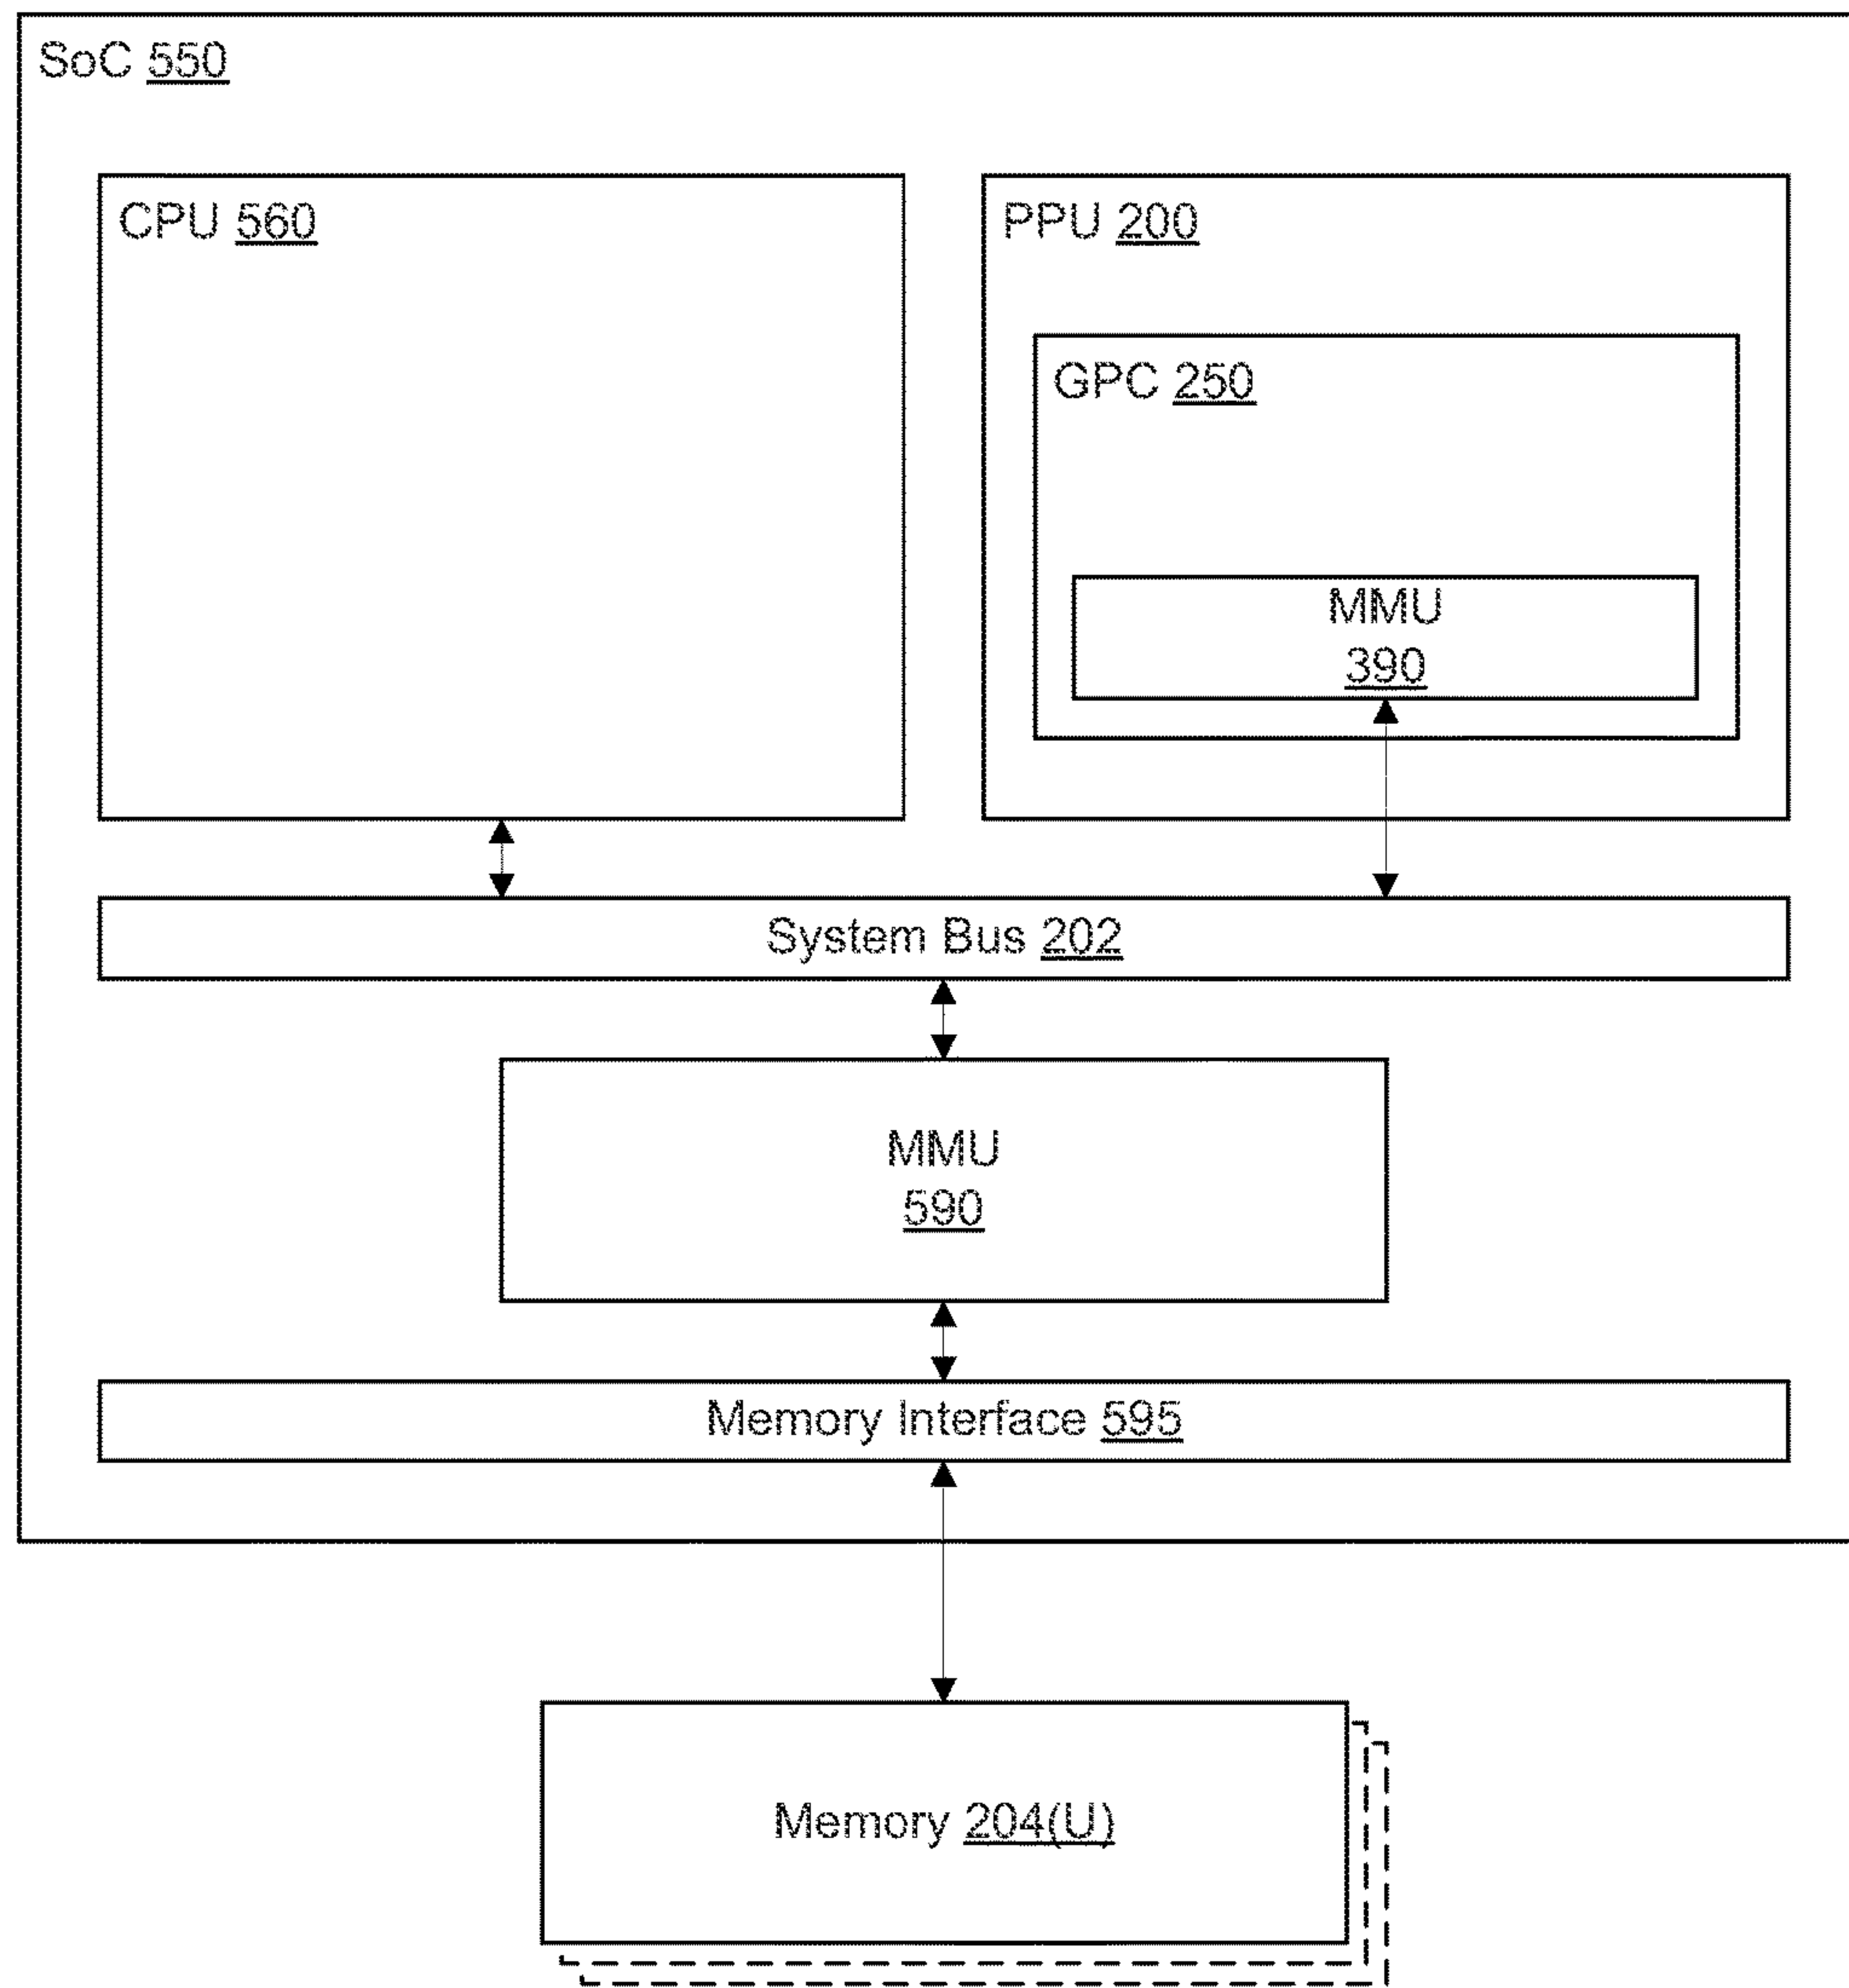 SoC 550
CPU 560
PPU 200
GPC 250
MMU
390
System Bus 202
MMU
590
Memory Interface 595
Memory 204(U)